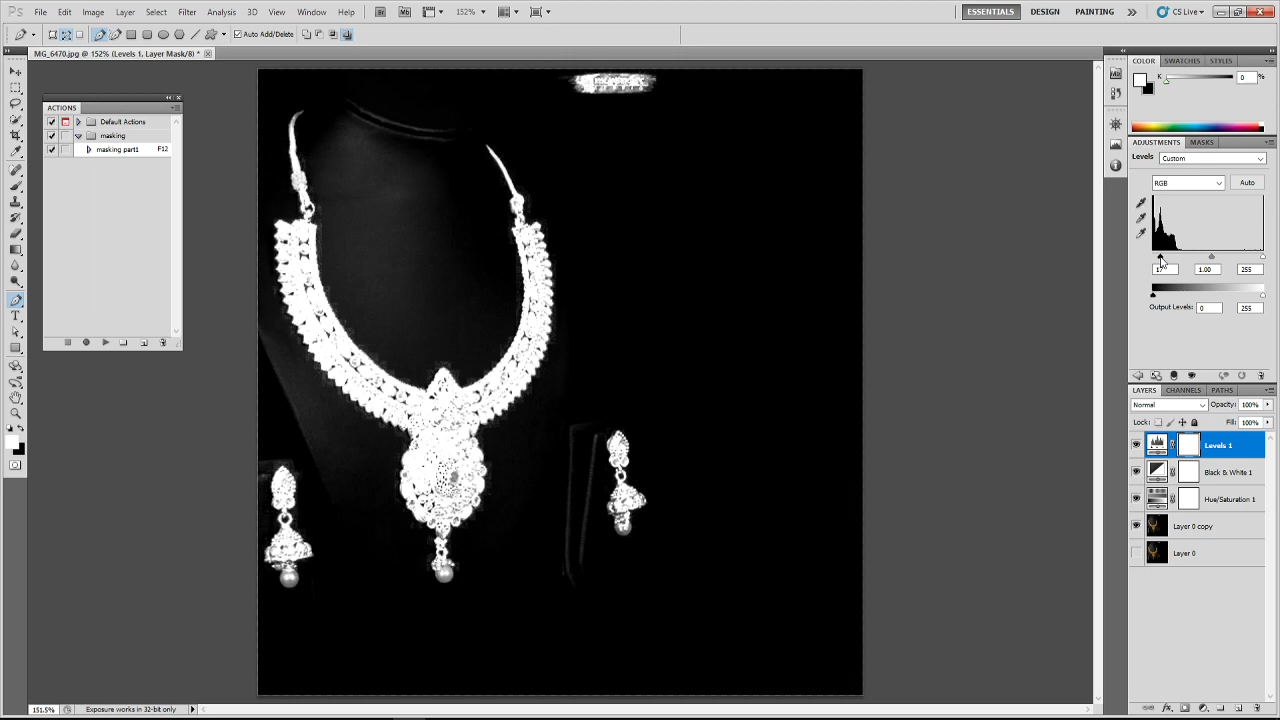 Ps File Edit Image Layer Select Filter Analysis 3D View Window Help Br Mb 152% ESSENTIALS DESIGN PAINTING CS Live
Auto Add/Delete
MG_6470.jpg @ 152% (Levels 1, Layer Mask/8) *
ACTIONS
Default Actions
masking
masking part1 F12
COLOR SWATCHES STYLES
K 0 %
ADJUSTMENTS MASKS
Levels Custom
RGB Auto
1.00 255
Output Levels: 0 255
LAYERS CHANNELS PATHS
Normal Opacity: 100%
Lock: Fill: 100%
Levels 1
Black & White 1
Hue/Saturation 1
Layer 0 copy
Layer 0
151.5% Exposure works in 32-bit only